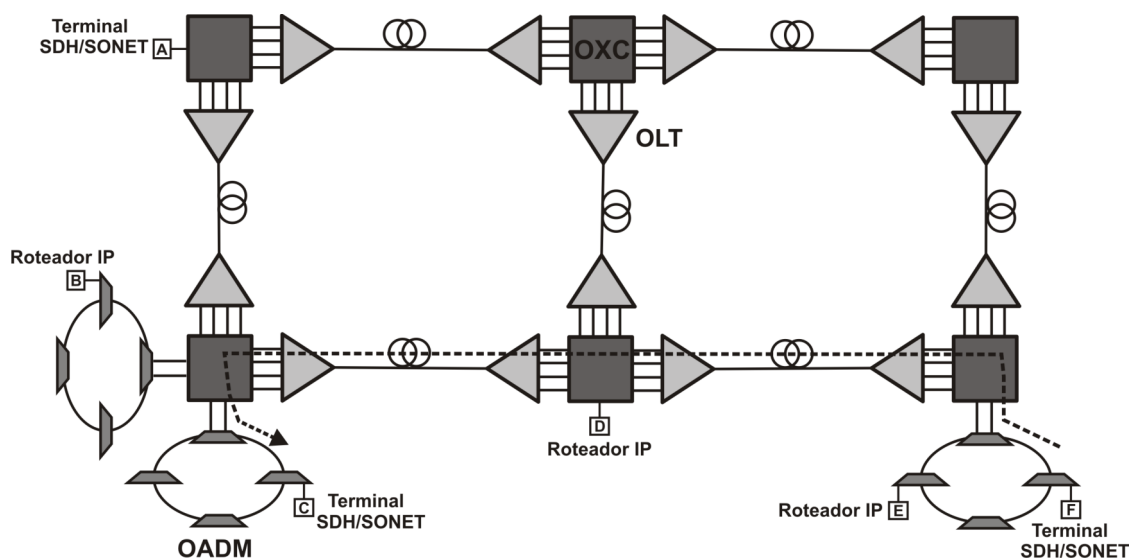 Terminal
SDH/SONET
A
OXC
OLT
Roteador IP
B
D
Roteador IP
C
Terminal
SDH/SONET
OADM
Roteador IP
E
F
Terminal
SDH/SONET